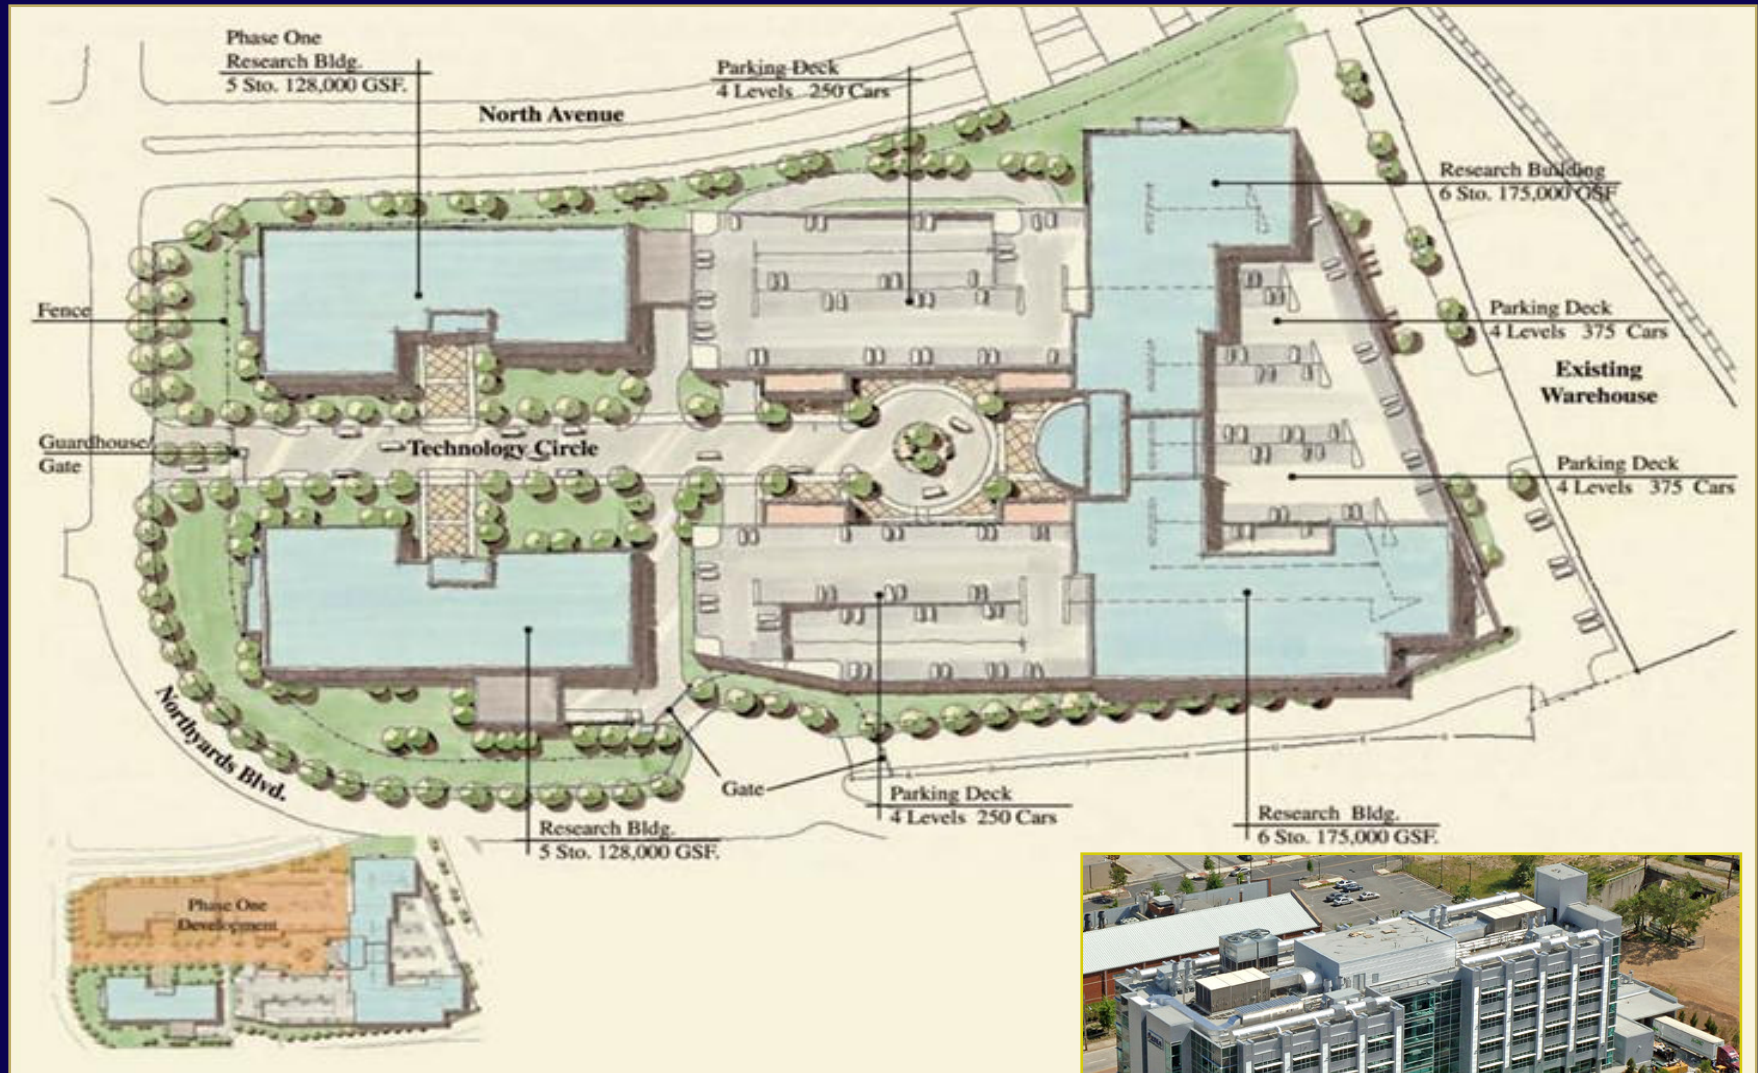 Phase One
Research Bldg.
5 Sto. 128,000 GSF.
Parking Deck
4 Levels 250 Cars
North Avenue
Research Building
6 Sto. 175,000 GSF
Fence
Parking Deck
4 Levels 375 Cars
Existing
Warehouse
Guardhouse/
Gate
Technology Circle
Parking Deck
4 Levels 375 Cars
Northyards Blvd.
Gate
Parking Deck
4 Levels 250 Cars
Research Bldg.
5 Sto. 128,000 GSF.
Research Bldg.
6 Sto. 175,000 GSF.
Phase One
Development